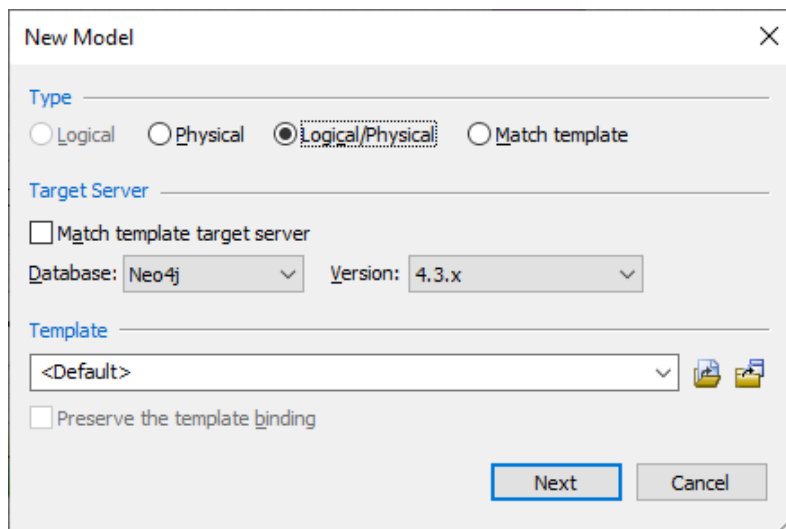 New Model
Type
Logical Physical Logical/Physical Match template
Target Server
Match template target server
Database: Neo4j Version: 4.3.x
Template
<Default>
Preserve the template binding
Next Cancel